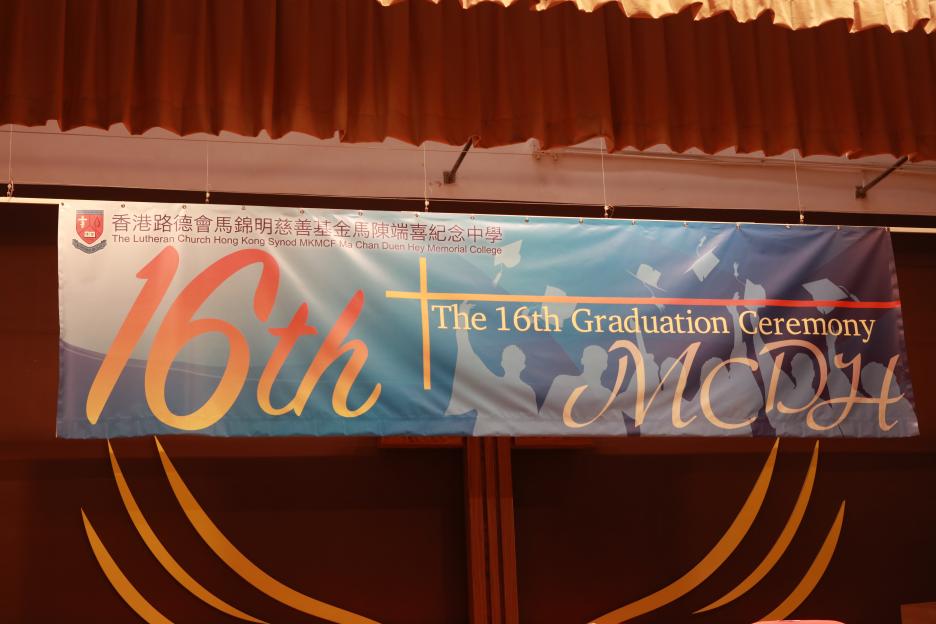 香港路德會馬錦明慈善基金馬陳端喜紀念中學
The Lutheran Church Hong Kong Synod MKMCF Ma Chan Duen Hey Memorial College
16th
The 16th Graduation Ceremony
McDH